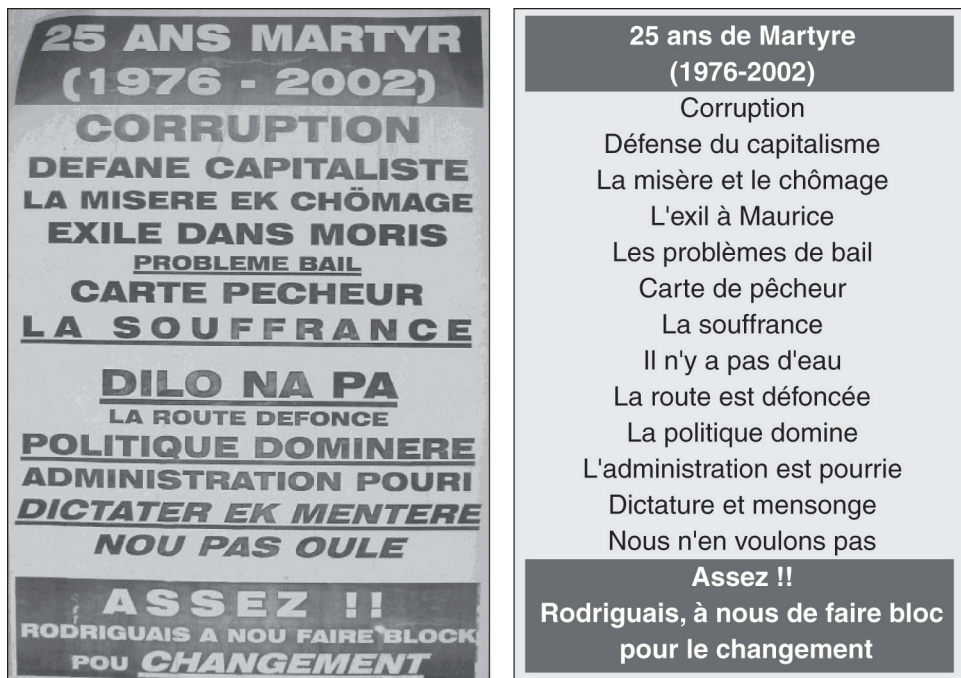 25 ANS MARTYR
(1976 - 2002)
CORRUPTION
DEFANE CAPITALISTE
LA MISERE EK CHÖMAGE
EXILE DANS MORIS
PROBLEME BAIL
CARTE PECHEUR
LA SOUFFRANCE
DILO NA PA
LA ROUTE DEFONCE
POLITIQUE DOMINERE
ADMINISTRATION POURI
DICTATER EK MENTERE
NOU PAS OULE
ASSEZ !!
RODRIGUAIS A NOU FAIRE BLOCK
POU CHANGEMENT
25 ans de Martyre
(1976-2002)
Corruption
Défense du capitalisme
La misère et le chômage
L'exil à Maurice
Les problèmes de bail
Carte de pêcheur
La souffrance
Il n'y a pas d'eau
La route est défoncée
La politique domine
L'administration est pourrie
Dictature et mensonge
Nous n'en voulons pas
Assez !!
Rodriguais, à nous de faire bloc
pour le changement